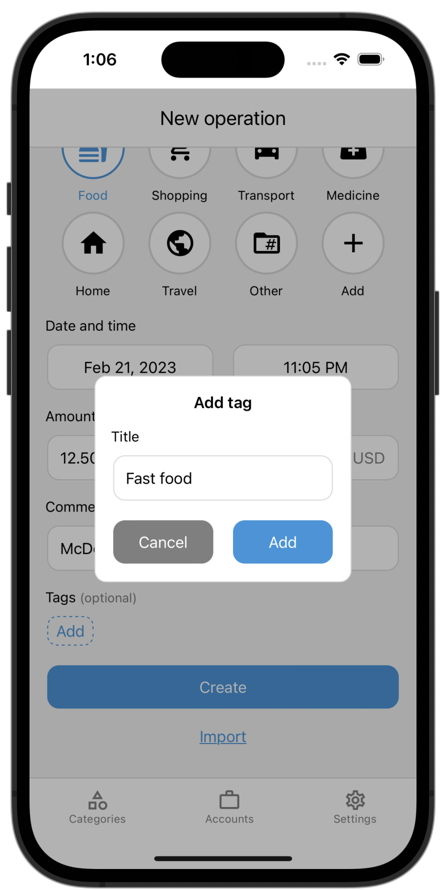 1:06
New operation
Food Shopping Transport Medicine
Home Travel Other Add
Date and time
Feb 21, 2023 11:05 PM
Add tag
Amount
Title
12.50 USD
Fast food
Comme
McD
Cancel Add
Tags (optional)
Add
Create
Import
Categories Accounts Settings